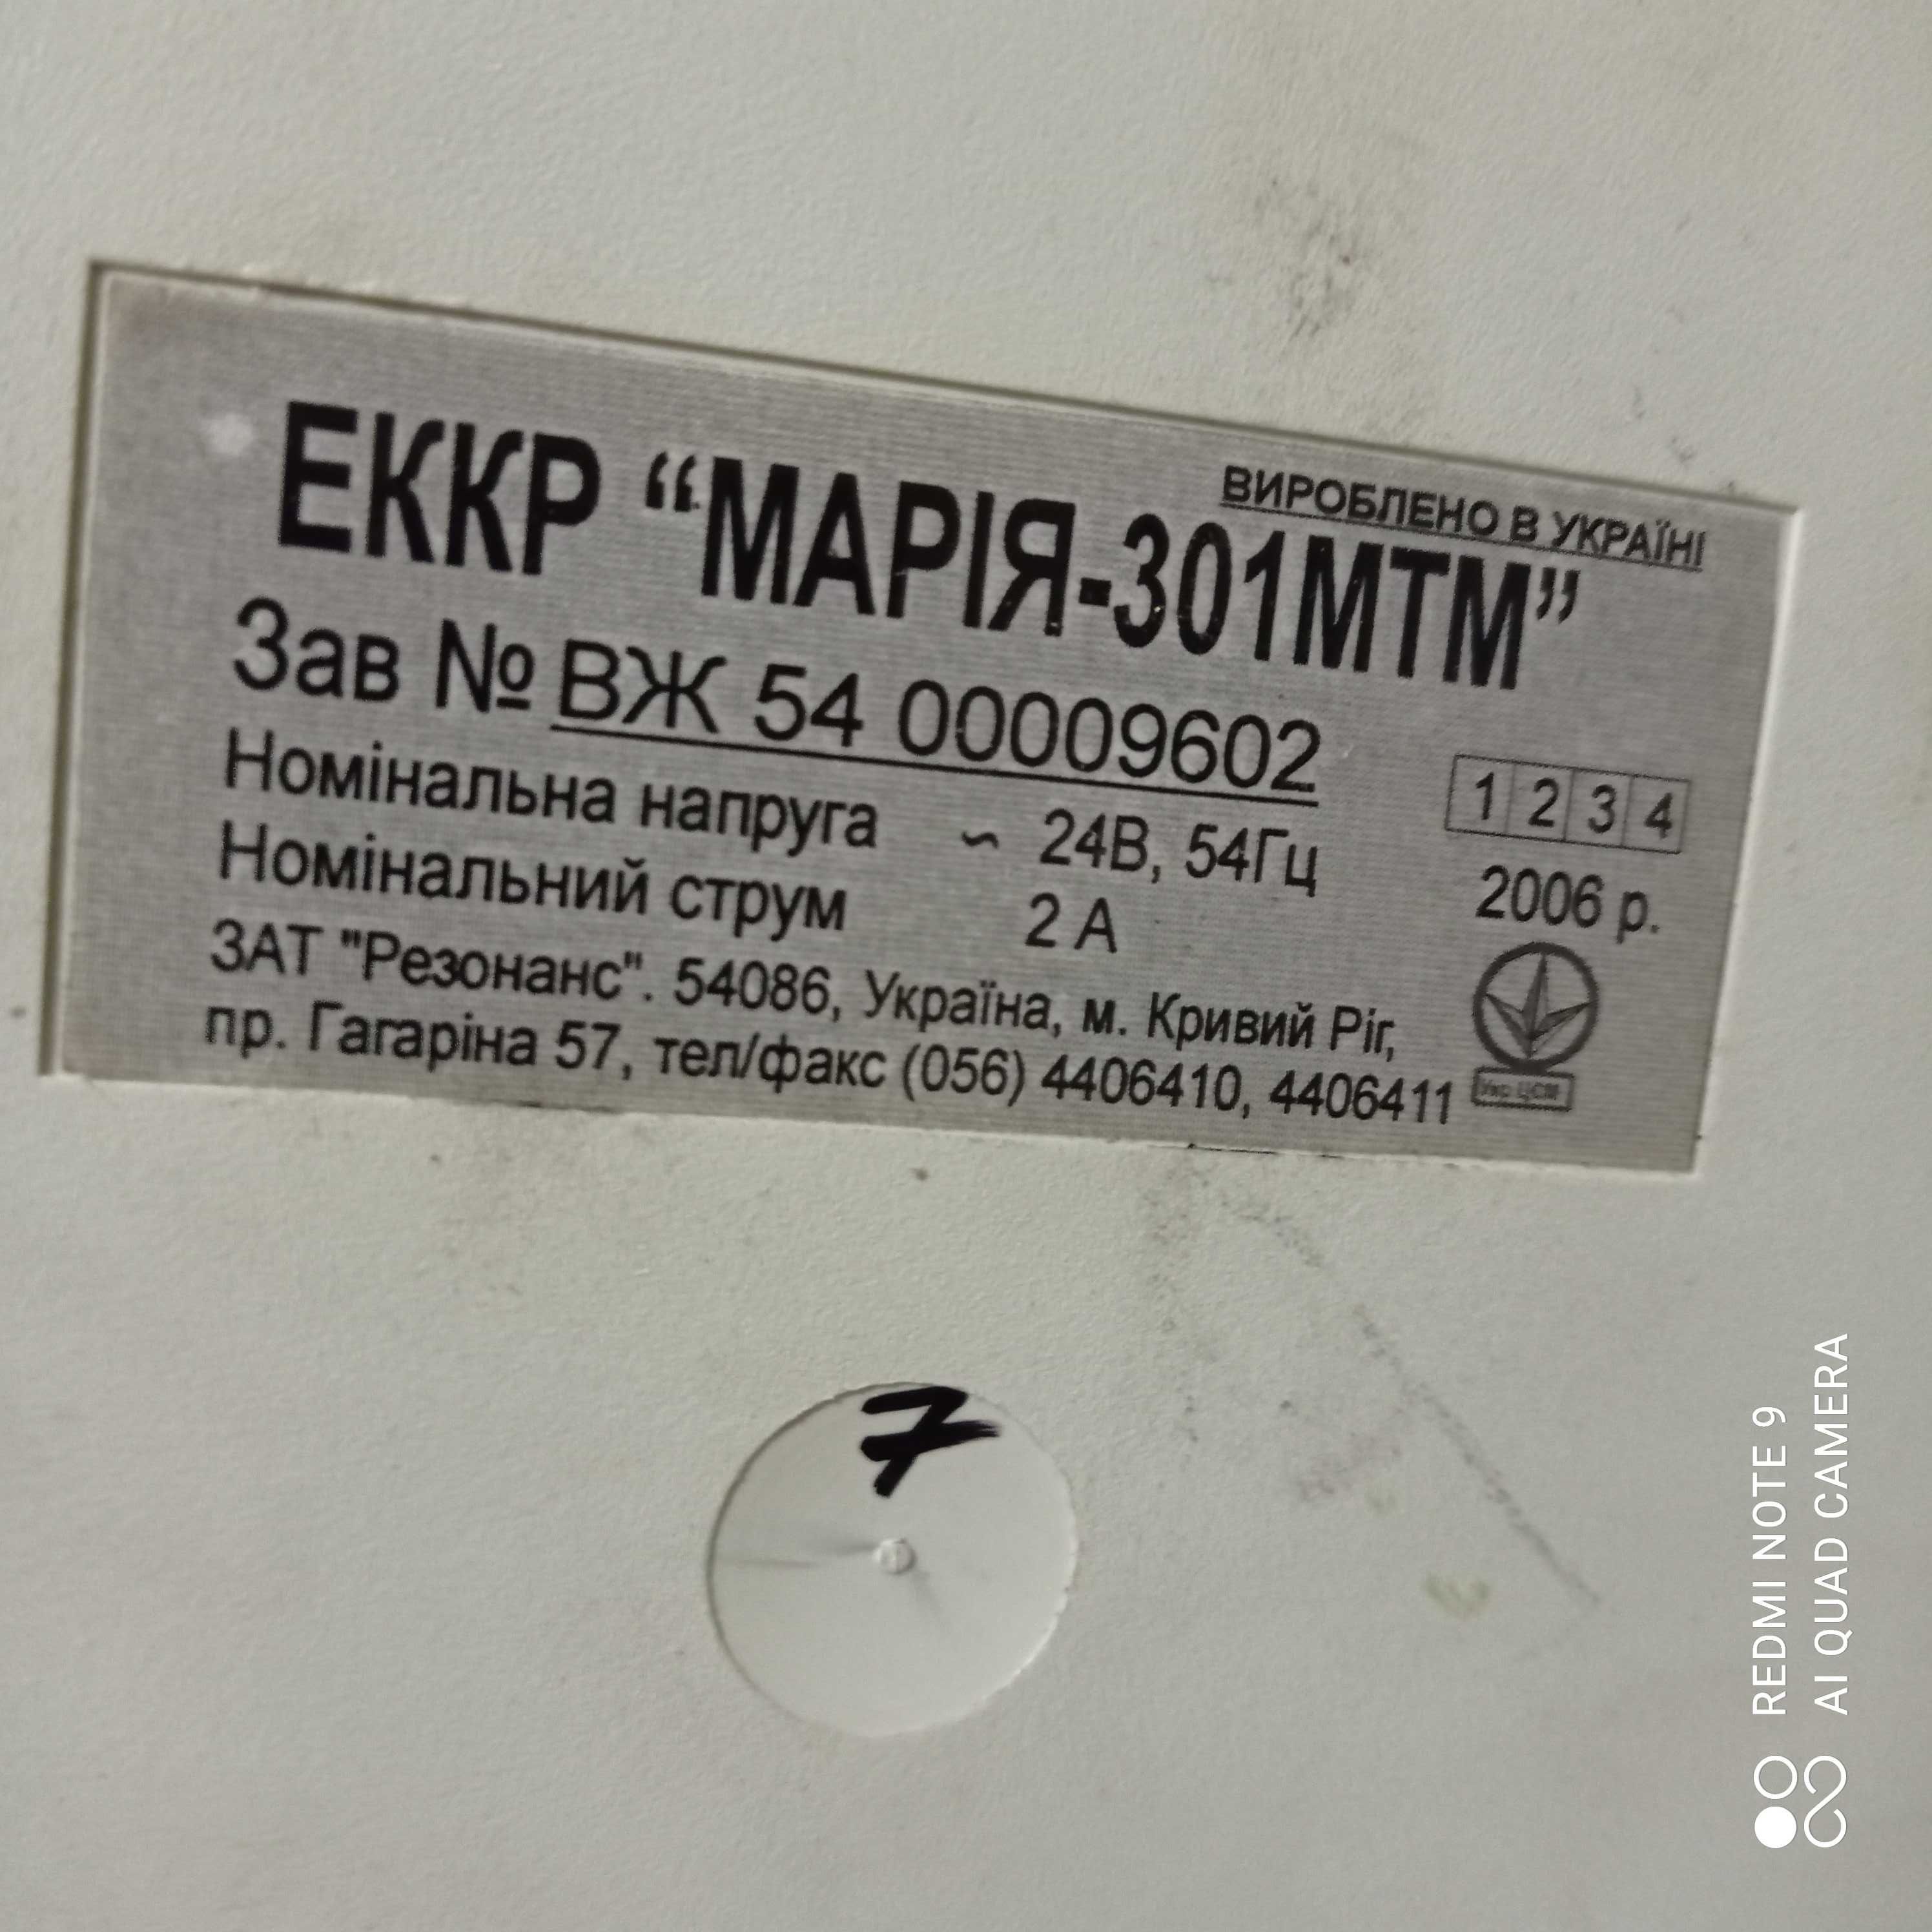 ВИРОБЛЕНО В УКРАЇНІ
ЕККР “МАРІЯ-301МТМ”
Зав № ВЖ 54 00009602
1 2 3 4
Номінальна напруга ~ 24В, 54Гц
2006 р.
Номінальний струм 2 А
ЗАТ "Резонанс". 54086, Україна, м. Кривий Ріг,
пр. Гагаріна 57, тел/факс (056) 4406410, 4406411
Укр ЦСМ
7
REDMI NOTE 9
AI QUAD CAMERA